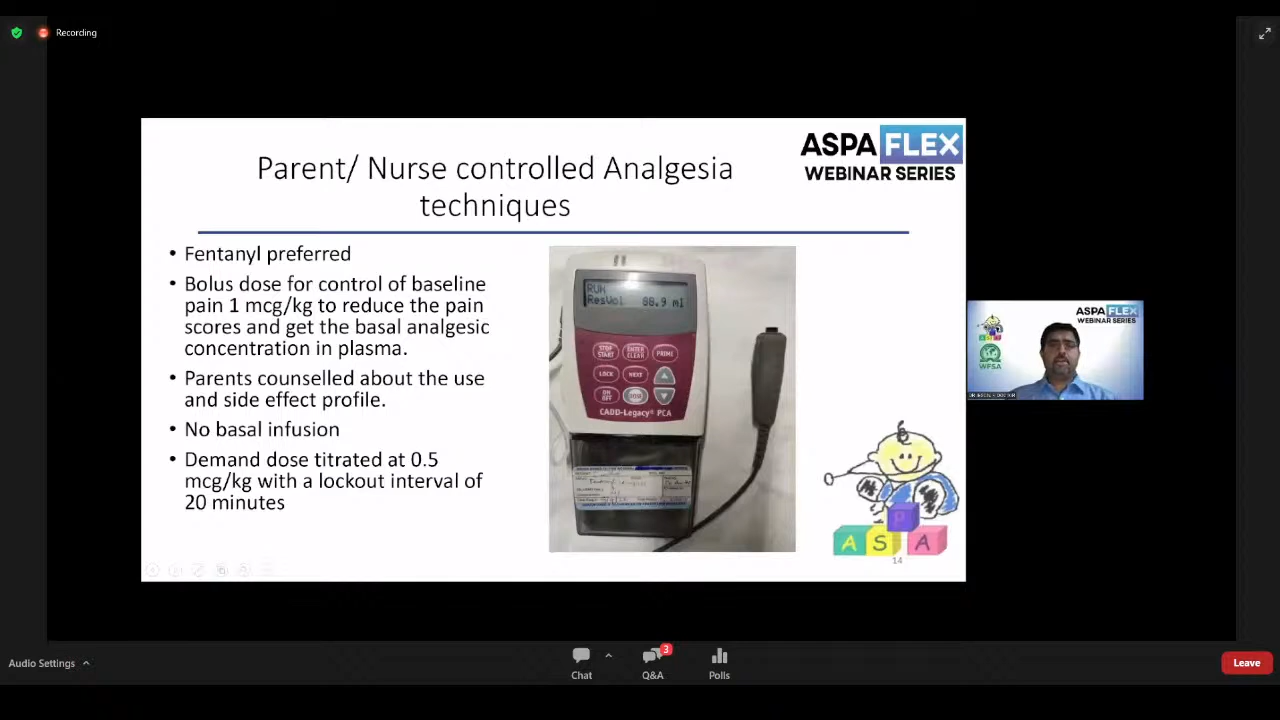 Recording
ASPA FLEX
WEBINAR SERIES
Parent/ Nurse controlled Analgesia
techniques
• Fentanyl preferred
• Bolus dose for control of baseline
pain 1 mcg/kg to reduce the pain
scores and get the basal analgesic
concentration in plasma.
• Parents counselled about the use
and side effect profile.
• No basal infusion
• Demand dose titrated at 0.5
mcg/kg with a lockout interval of
20 minutes
RUN
ResVol 88.9 ml
STOP
START
ENTER
CLEAR
PRIME
LOCK
NEXT
ON
OFF
CADD-Legacy® PCA
P
A S A
14
ASPA FLEX
WEBINAR SERIES
WFSA
Audio Settings
Chat
Q&A
3
Polls
Leave